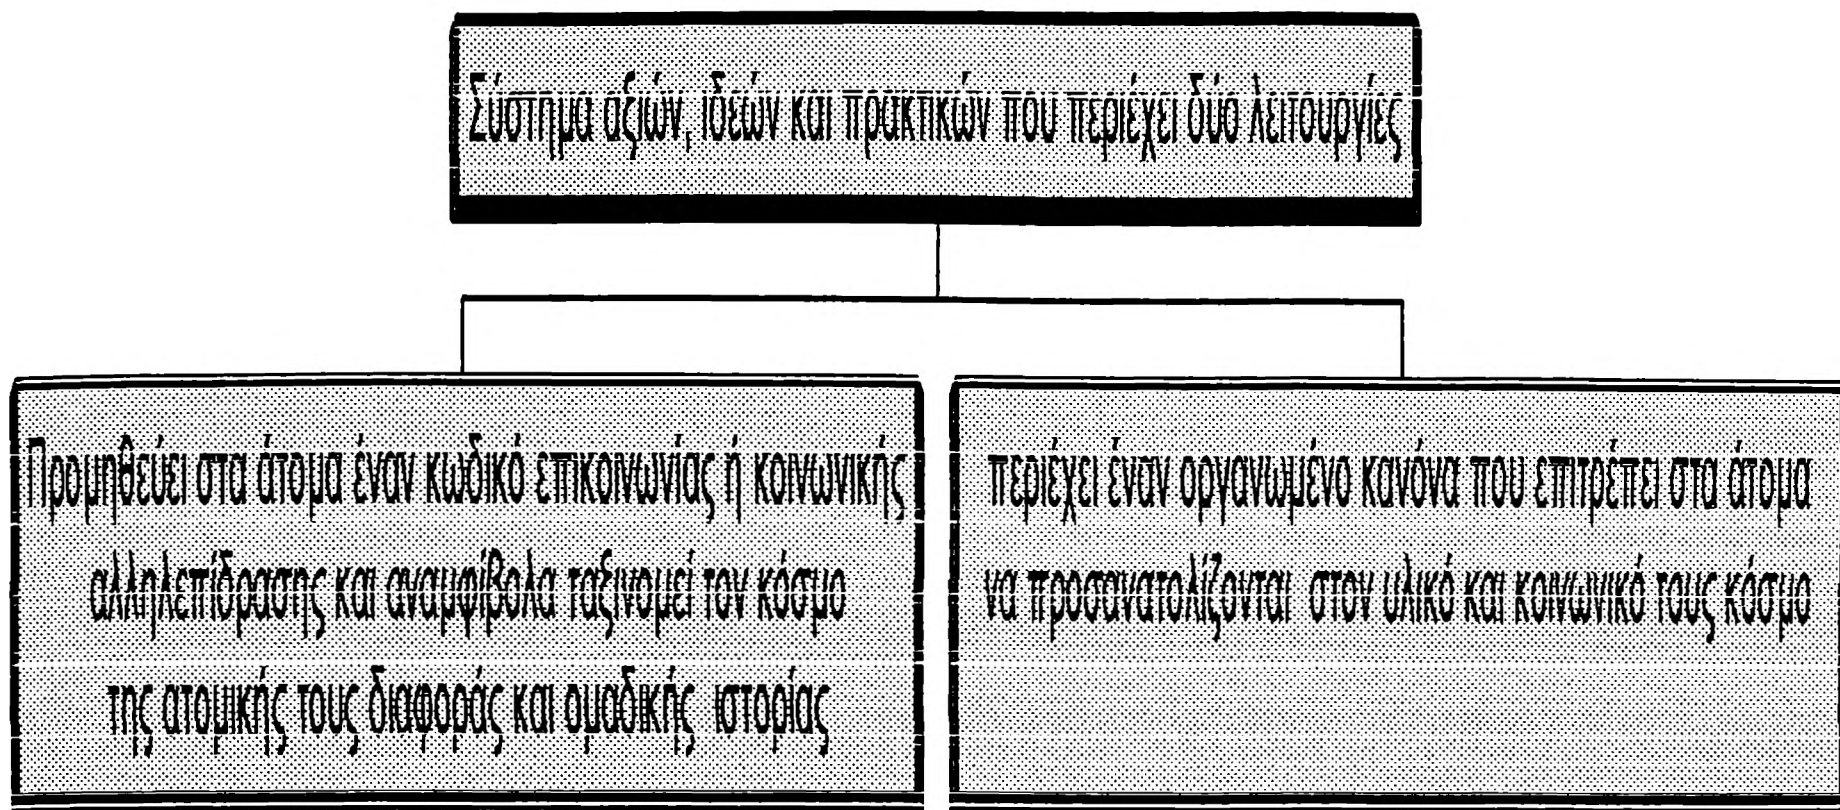 Σύστημα αξιών, ιδεών και πρακτικών που περιέχει δύο λειτουργίες
Προμηθεύει στα άτομα έναν κωδικό επικοινωνίας ή κοινωνικής
αλληλεπίδρασης και αναμφίβολα ταξινομεί τον κόσμο
της ατομικής τους διαφοράς και ομαδικής ιστορίας
περιέχει έναν οργανωμένο κανόνα που επιτρέπει στα άτομα
να προσανατολίζονται στον υλικό και κοινωνικό τους κόσμο